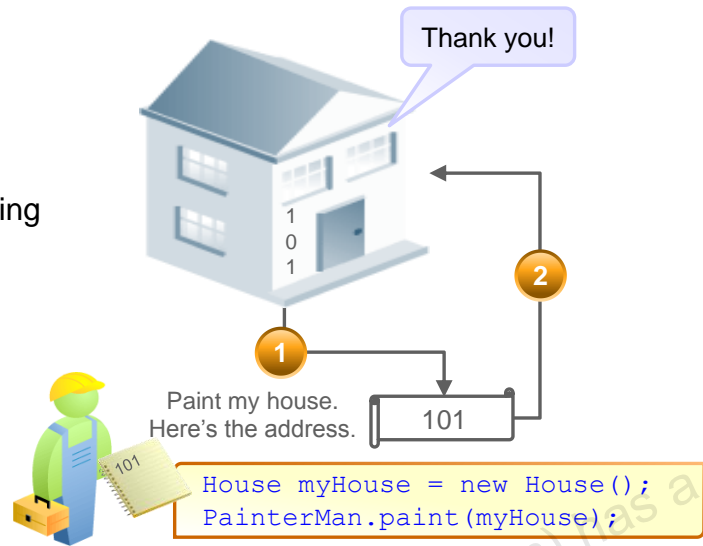 Thank you!
ing
1
0
1
2
1
Paint my house.
Here’s the address.
101
101
House myHouse = new House();
PainterMan.paint(myHouse);
) has a